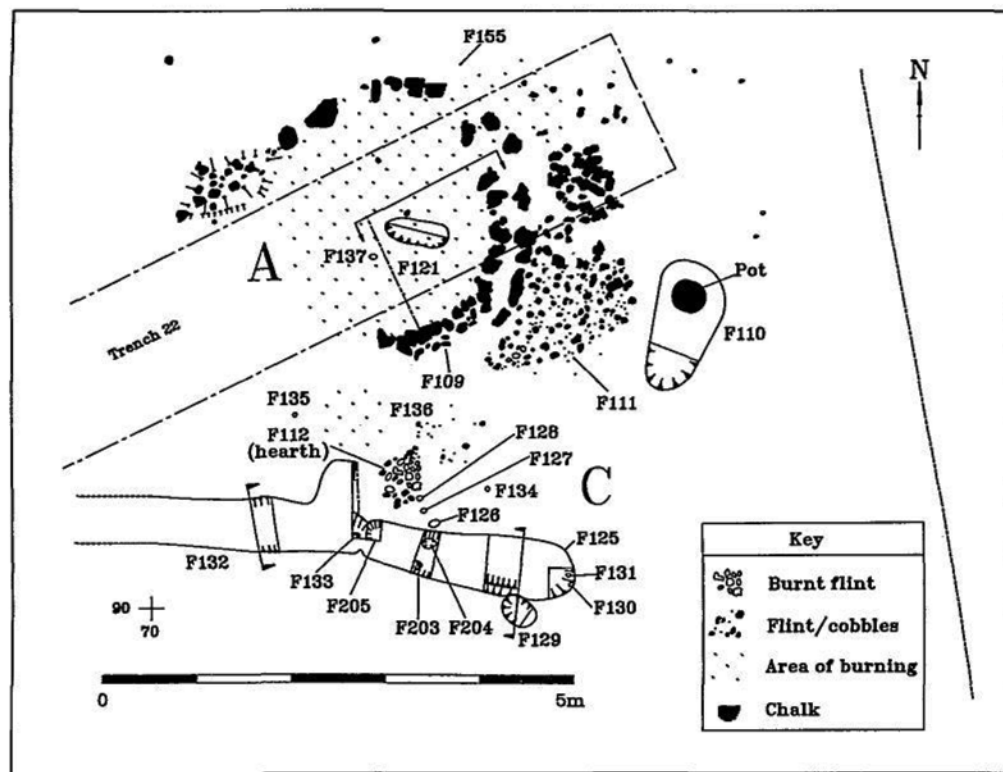 F155
N
Pot
F137
F121
A
Trench 22
F110
F109
F111
F135
F136
F112
(hearth)
F128
F127
F134
C
F126
F125
F132
F133
F131
F205
F130
F203
F204
F129
90
70
0
5m
Key
Burnt flint
Flint/cobbles
Area of burning
Chalk